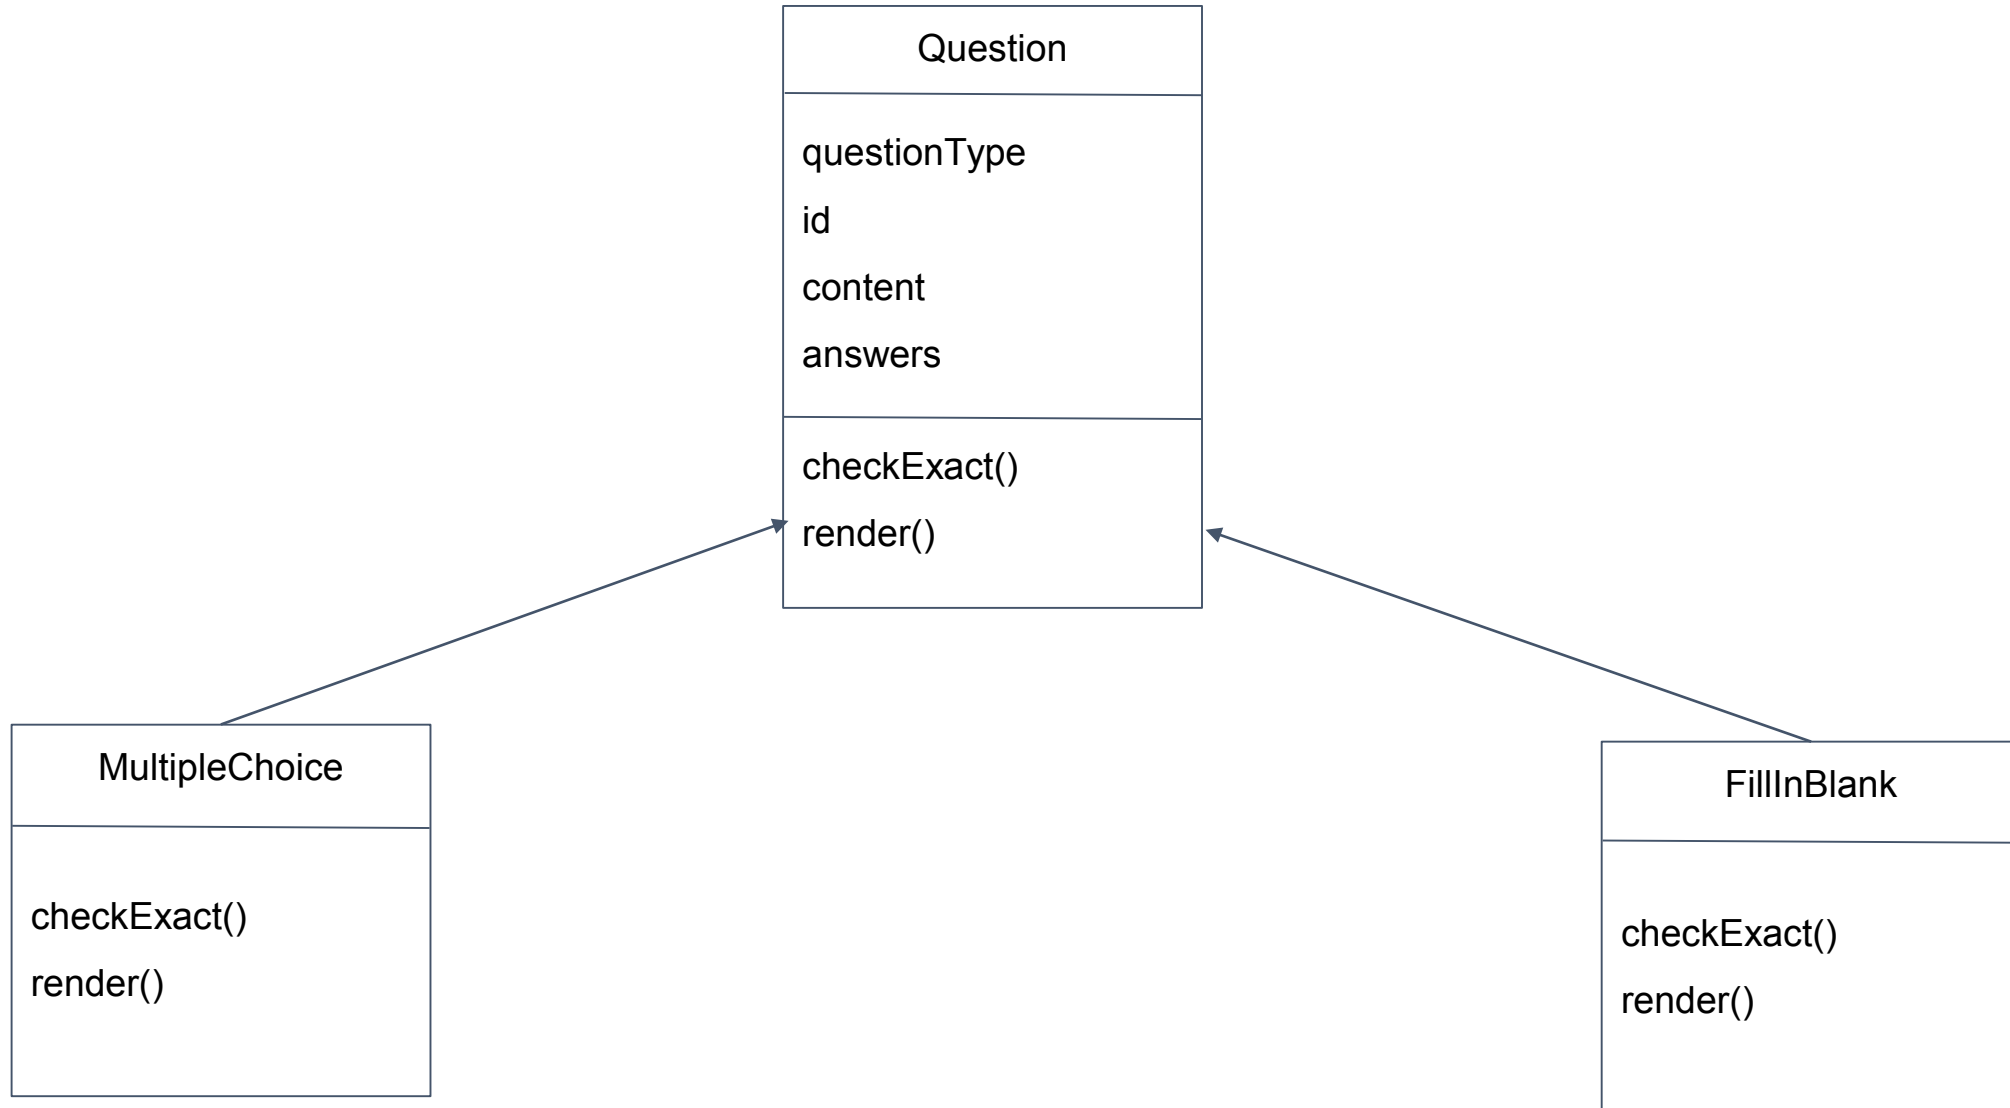 Question
questionType
id
content
answers
checkExact()
render()
MultipleChoice
checkExact()
render()
FillInBlank
checkExact()
render()